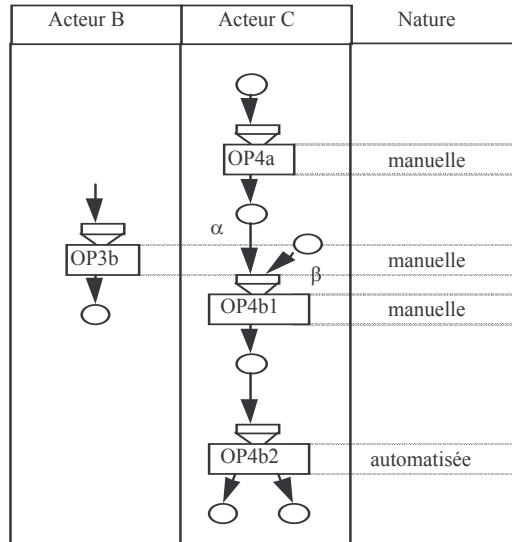 Acteur B Acteur C Nature
OP4a manuelle
α
OP3b manuelle
β
OP4b1 manuelle
OP4b2 automatisée